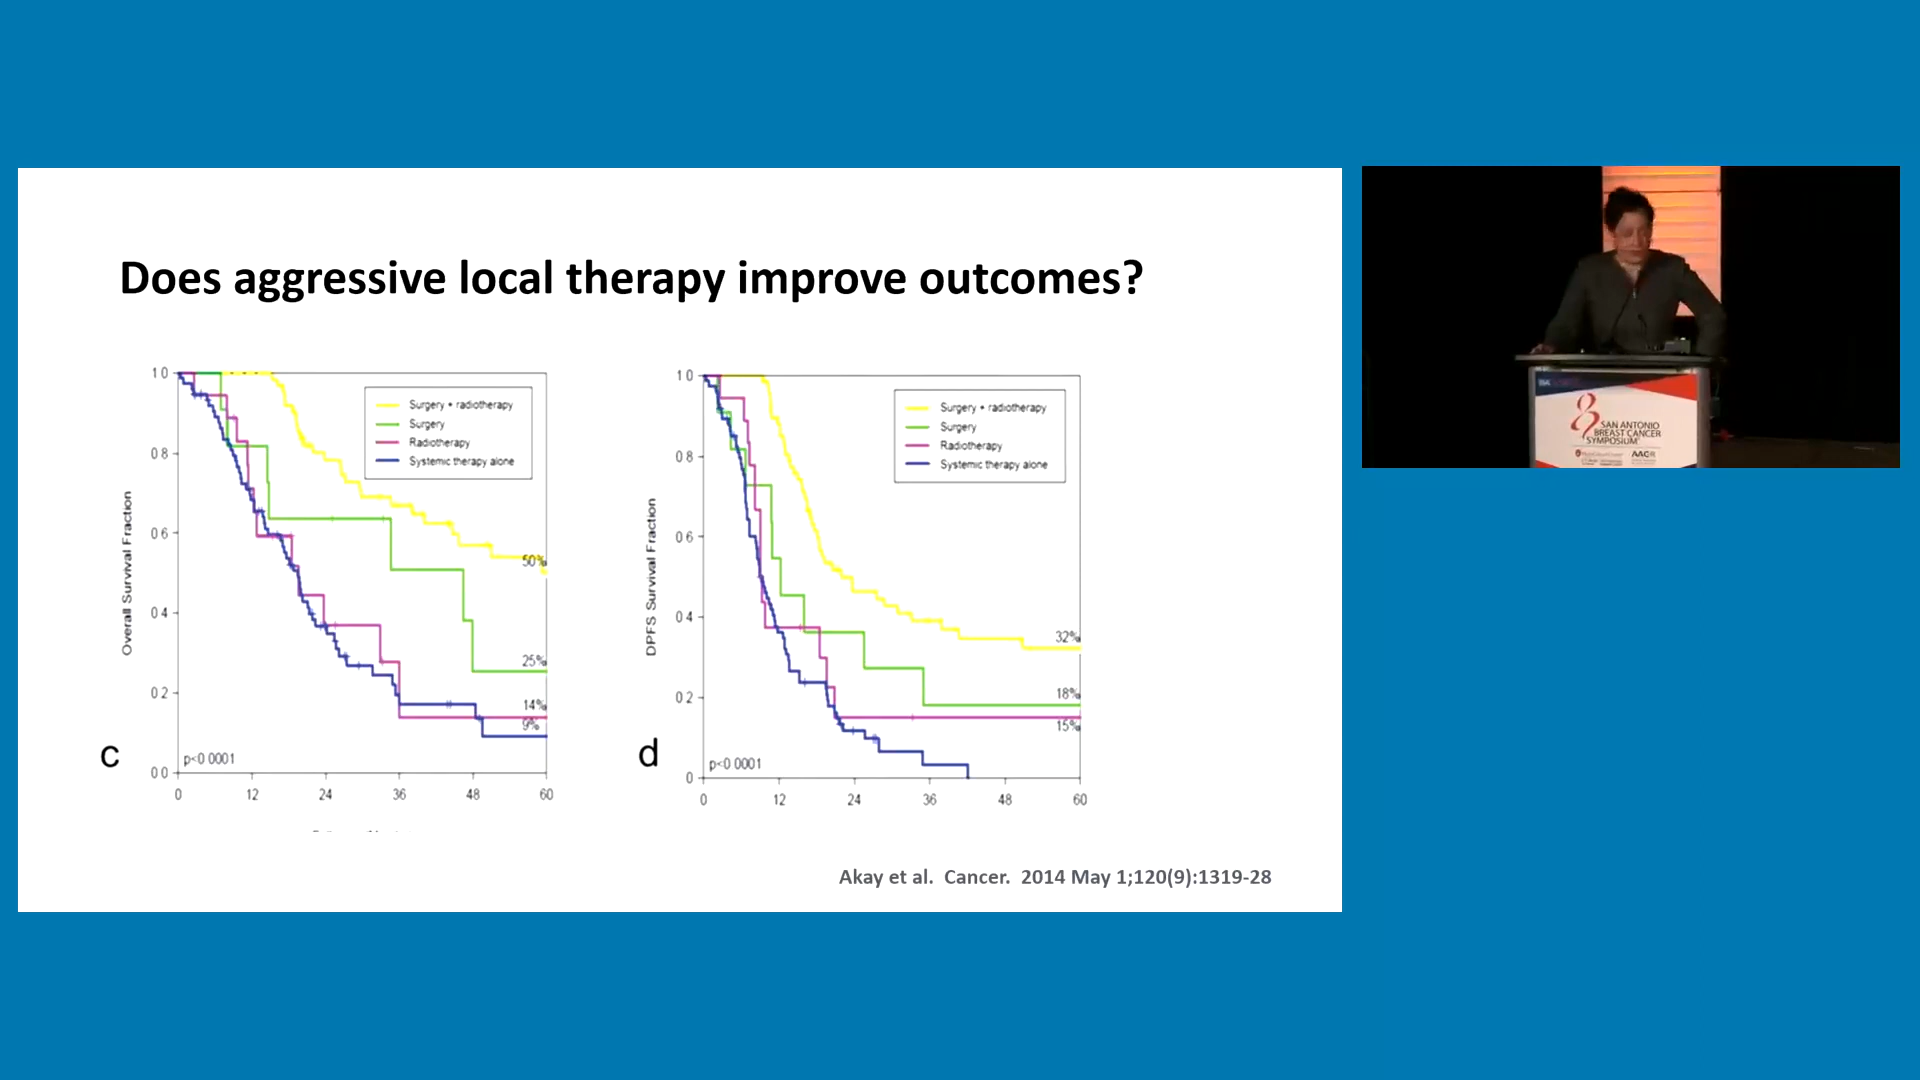 Does aggressive local therapy improve outcomes?
Overall Survival Fraction
1 0
0 8
0 6
0 4
0 2
0 0
Surgery + radiotherapy
Surgery
Radiotherapy
Systemic therapy alone
50%
25%
14%
9%
p<0 0001
c
0 12 24 36 48 60
DPFS Survival Fraction
1 0
0 8
0 6
0 4
0 2
0
Surgery + radiotherapy
Surgery
Radiotherapy
Systemic therapy alone
32%
18%
15%
p<0 0001
d
0 12 24 36 48 60
Akay et al. Cancer. 2014 May 1;120(9):1319-28
SAN ANTONIO
BREAST CANCER
SYMPOSIUM
AACR